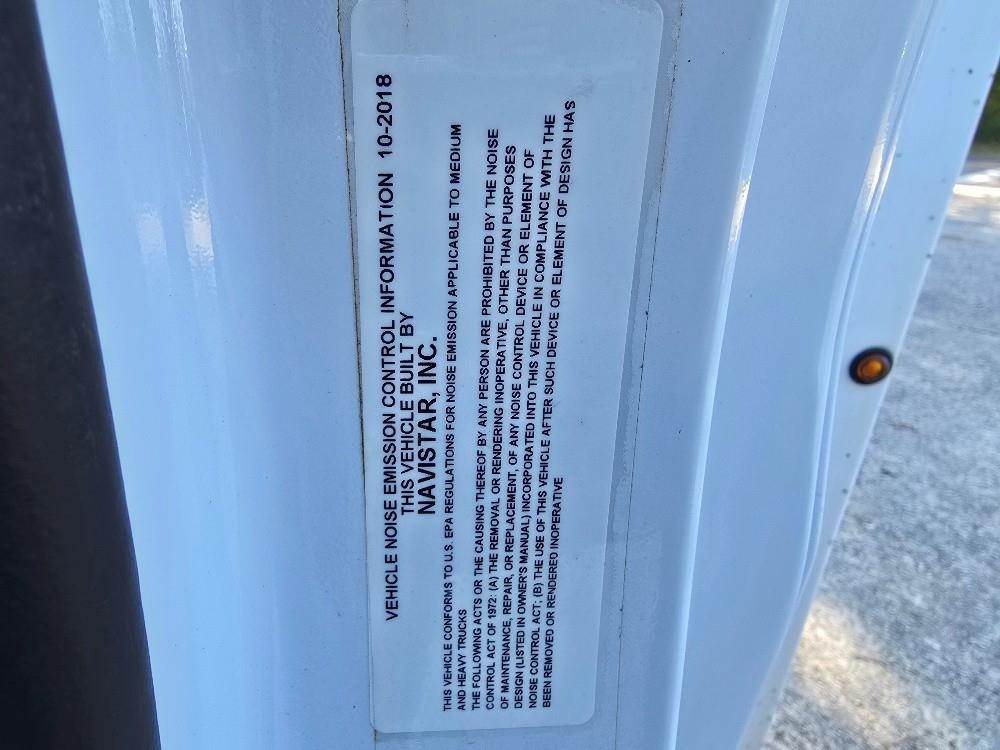 VEHICLE NOISE EMISSION CONTROL INFORMATION 10-2018
THIS VEHICLE BUILT BY
NAVISTAR, INC.
THIS VEHICLE CONFORMS TO U.S. EPA REGULATIONS FOR NOISE EMISSION APPLICABLE TO MEDIUM
AND HEAVY TRUCKS
THE FOLLOWING ACTS OR THE CAUSING THEREOF BY ANY PERSON ARE PROHIBITED BY THE NOISE
CONTROL ACT OF 1972: (A) THE REMOVAL OR RENDERING INOPERATIVE, OTHER THAN PURPOSES
OF MAINTENANCE, REPAIR, OR REPLACEMENT, OF ANY NOISE CONTROL DEVICE OR ELEMENT OF
DESIGN (LISTED IN OWNER'S MANUAL) INCORPORATED INTO THIS VEHICLE IN COMPLIANCE WITH THE
NOISE CONTROL ACT; (B) THE USE OF THIS VEHICLE AFTER SUCH DEVICE OR ELEMENT OF DESIGN HAS
BEEN REMOVED OR RENDERED INOPERATIVE